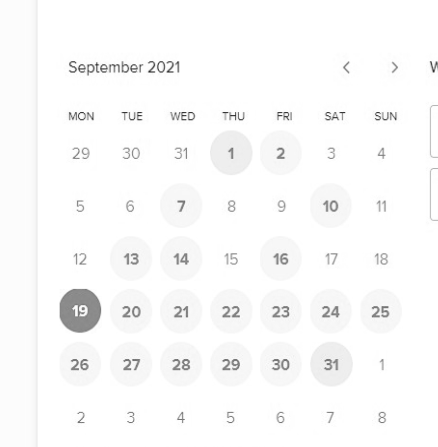 September 2021
W
MON TUE WED THU FRI SAT SUN
29 30 31 1 2 3 4
5 6 7 8 9 10 11
12 13 14 15 16 17 18
19 20 21 22 23 24 25
26 27 28 29 30 31 1
2 3 4 5 6 7 8